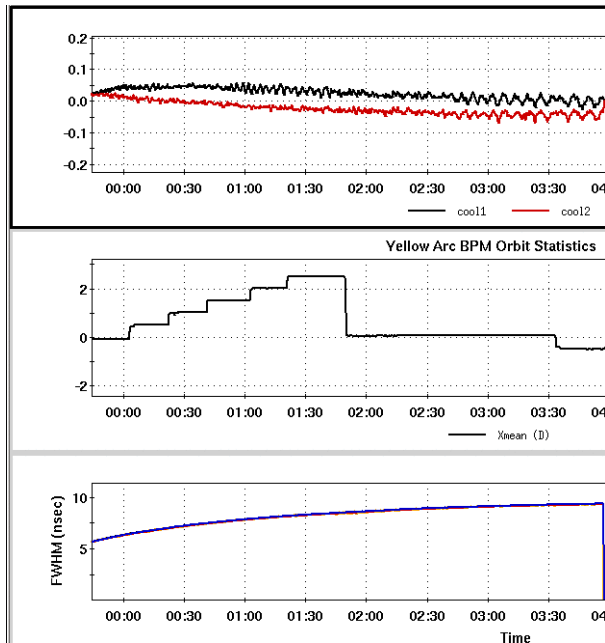 0.2
0.1
0.0
-0.1
-0.2
00:00 00:30 01:00 01:30 02:00 02:30 03:00 03:30 04
cool1 cool2
Yellow Arc BPM Orbit Statistics
2
0
-2
00:00 00:30 01:00 01:30 02:00 02:30 03:00 03:30 04
Xmean (D)
FWHM (nsec)
10
5
00:00 00:30 01:00 01:30 02:00 02:30 03:00 03:30 04
Time